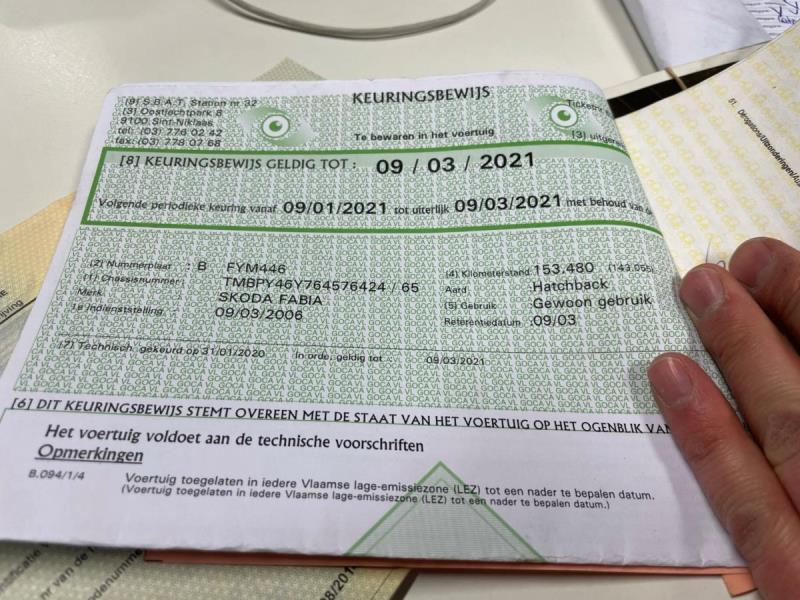 (9) S.B.A.T. Station nr 32
(3) Oostjachtpark 8
9100 Sint-Niklaas
tel: (03) 776 02 42
fax: (03) 778 07 68
KEURINGSBEWIJS
Te bewaren in het voertuig
(3)
[8] KEURINGSBEWIJS GELDIG TOT : 09 / 03 / 2021
Volgende periodieke keuring vanaf 09/01/2021 tot uiterlijk 09/03/2021 met behoud van de
(2) Nummerplaat : B FYM446
(1) Chassisnummer : TMBPY46Y764576424 / 65
Merk SKODA FABIA
1e Indienststelling : 09/03/2006
(4) Kilometerstand : 153.480 (143.055)
Aard Hatchback
(5) Gebruik : Gewoon gebruik
Referentiedatum : 09/03
(7) Technisch gekeurd op 31/01/2020 In orde, geldig tot 09/03/2021
[6] DIT KEURINGSBEWIJS STEMT OVEREEN MET DE STAAT VAN HET VOERTUIG OP HET OGENBLIK VAN
Het voertuig voldoet aan de technische voorschriften
Opmerkingen
B.094/1/4 Voertuig toegelaten in iedere Vlaamse lage-emissiezone (LEZ) tot een nader te bepalen datum.
(Voertuig toegelaten in iedere Vlaamse lage-emissiezone (LEZ) tot een nader te bepalen datum.)